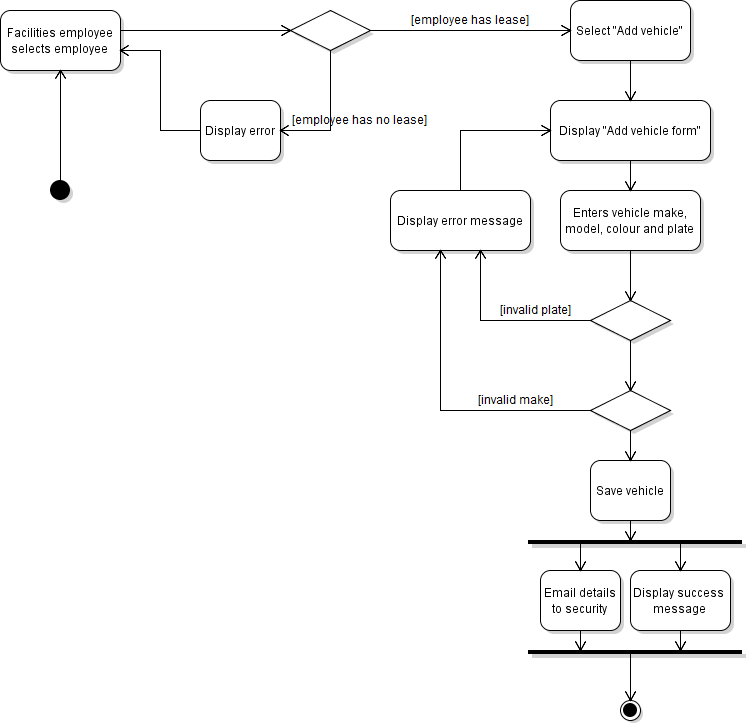 Facilities employee
selects employee
[employee has lease]
Select "Add vehicle"
Display error
[employee has no lease]
Display "Add vehicle form"
Display error message
Enters vehicle make,
model, colour and plate
[invalid plate]
[invalid make]
Save vehicle
Email details
to security
Display success
message